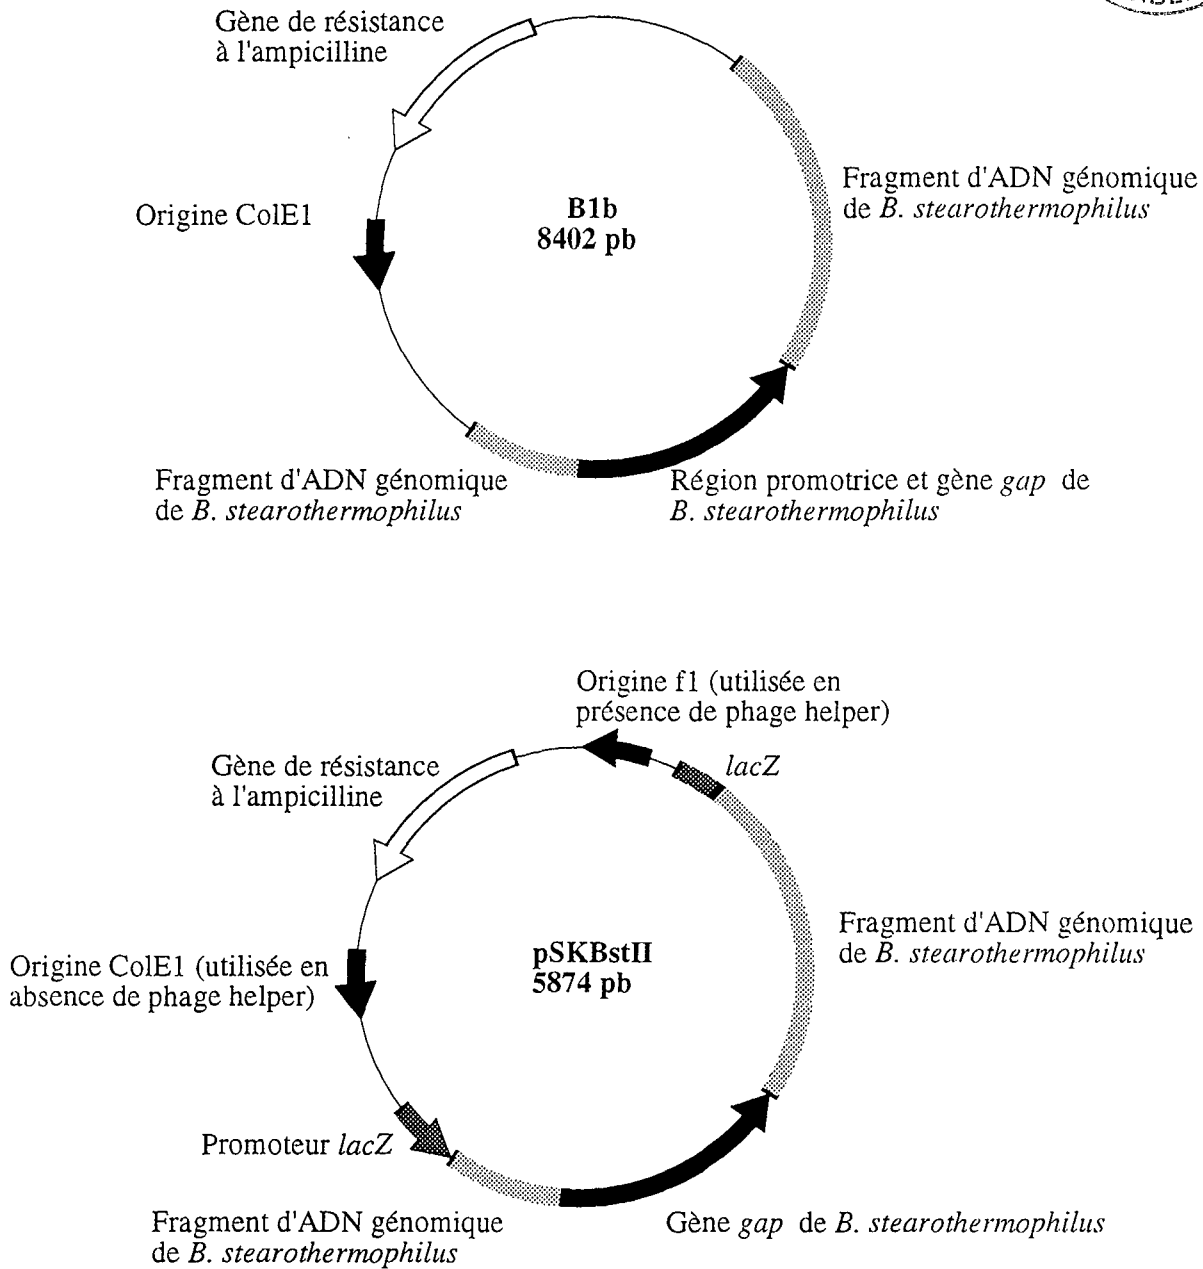 Gène de résistance
à l'ampicilline
Fragment d'ADN génomique
de B. stearothermophilus
B1b
8402 pb
Origine ColE1
Fragment d'ADN génomique
de B. stearothermophilus
Région promotrice et gène gap de
B. stearothermophilus
Origine f1 (utilisée en
présence de phage helper)
lacZ
Gène de résistance
à l'ampicilline
Fragment d'ADN génomique
de B. stearothermophilus
pSKBstII
5874 pb
Origine ColE1 (utilisée en
absence de phage helper)
Promoteur lacZ
Fragment d'ADN génomique
de B. stearothermophilus
Gène gap de B. stearothermophilus